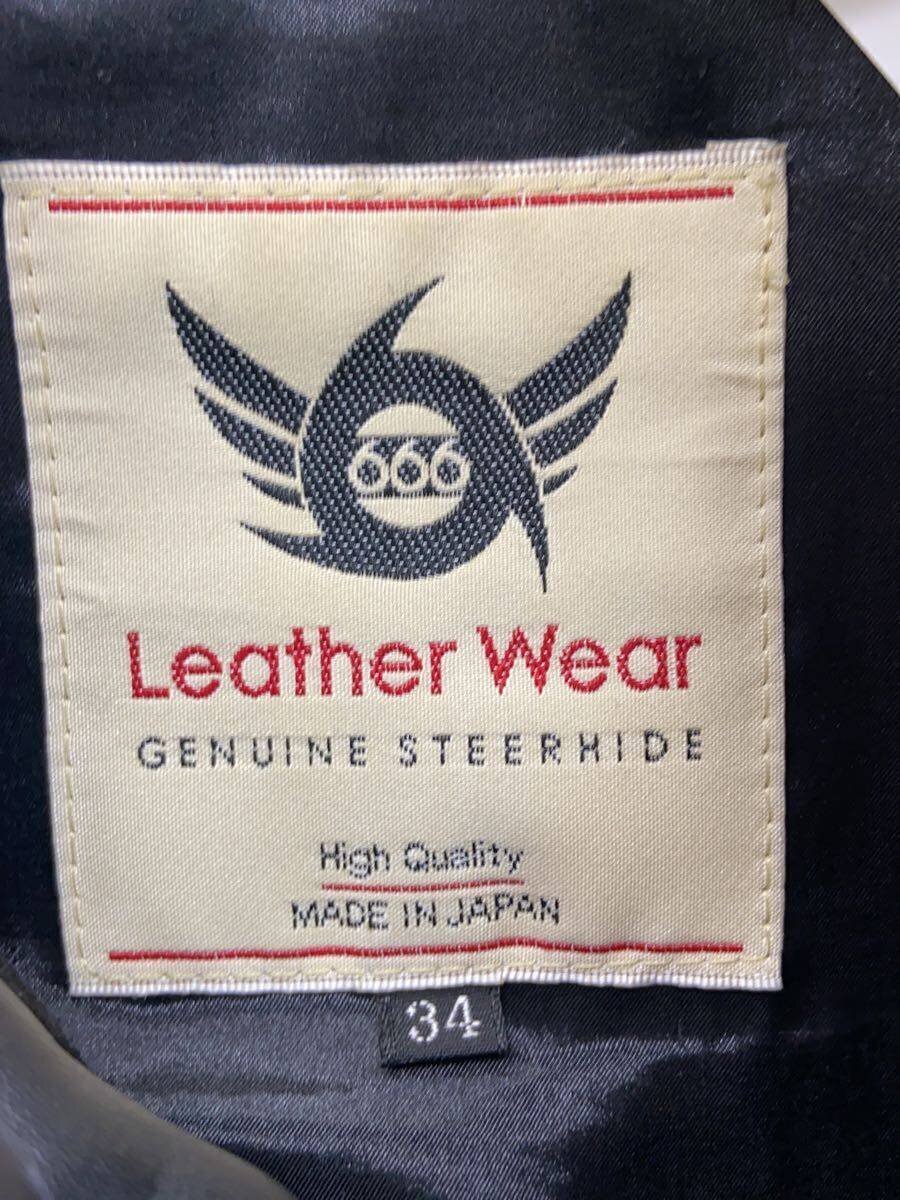 666
Leather Wear
GENUINE STEERHIDE
High Quality
MADE IN JAPAN
34